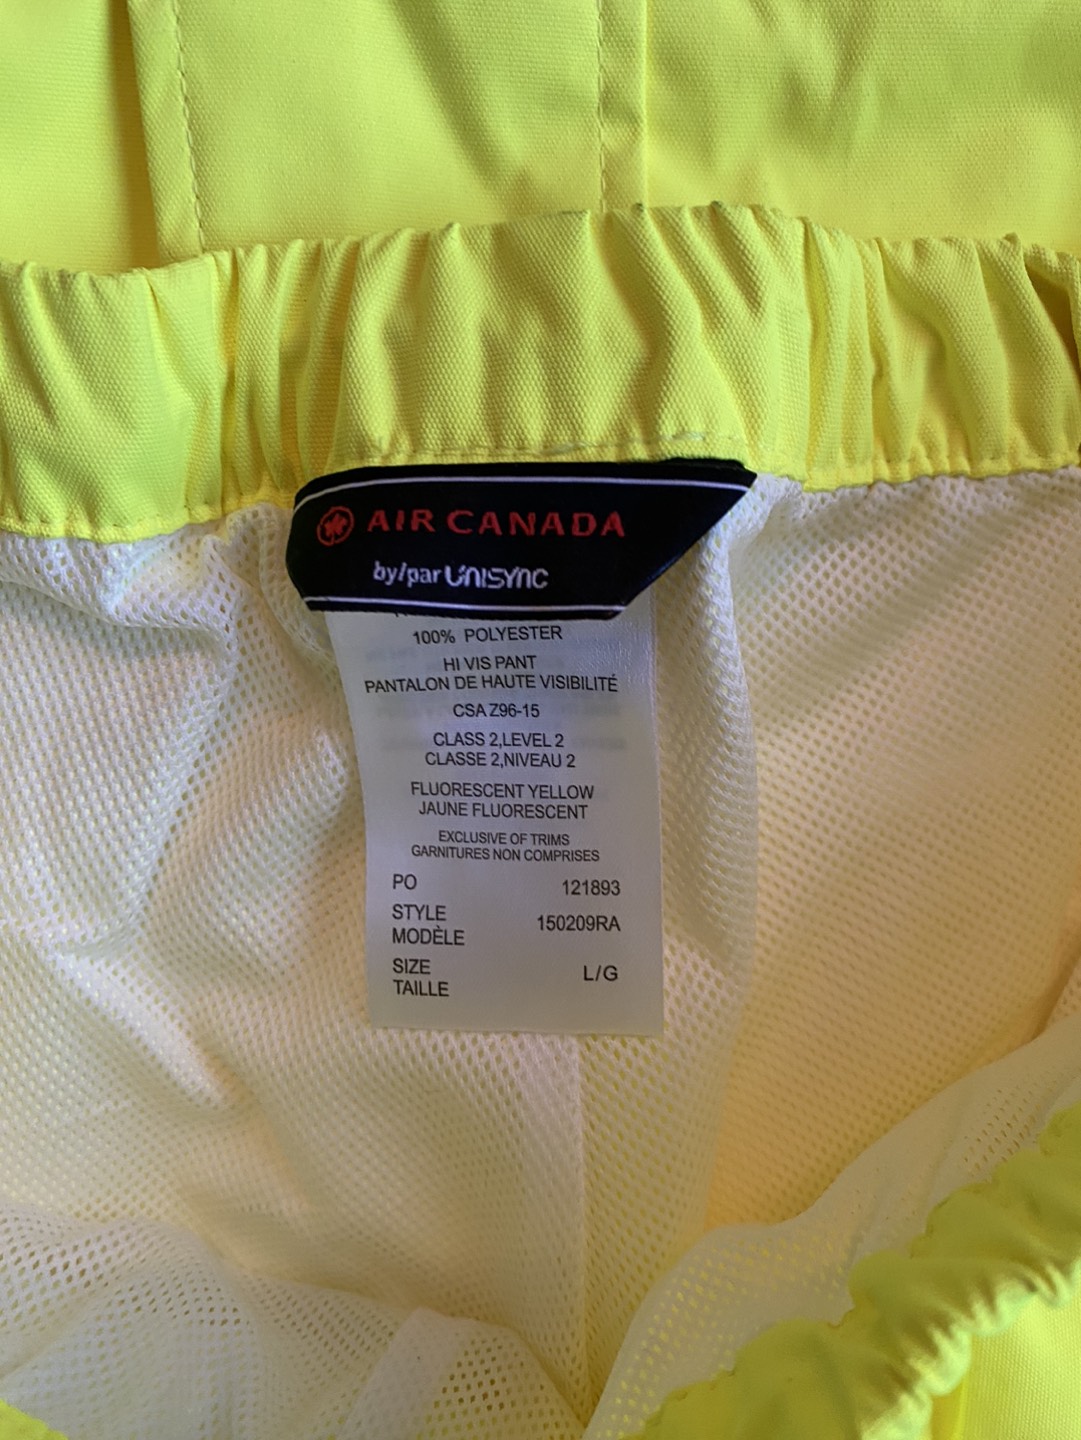 AIR CANADA
by/par UNISYNC
100% POLYESTER
HI VIS PANT
PANTALON DE HAUTE VISIBILITÉ
CSA Z96-15
CLASS 2,LEVEL 2
CLASSE 2,NIVEAU 2
FLUORESCENT YELLOW
JAUNE FLUORESCENT
EXCLUSIVE OF TRIMS
GARNITURES NON COMPRISES
PO 121893
STYLE
MODÈLE 150209RA
SIZE
TAILLE L/G